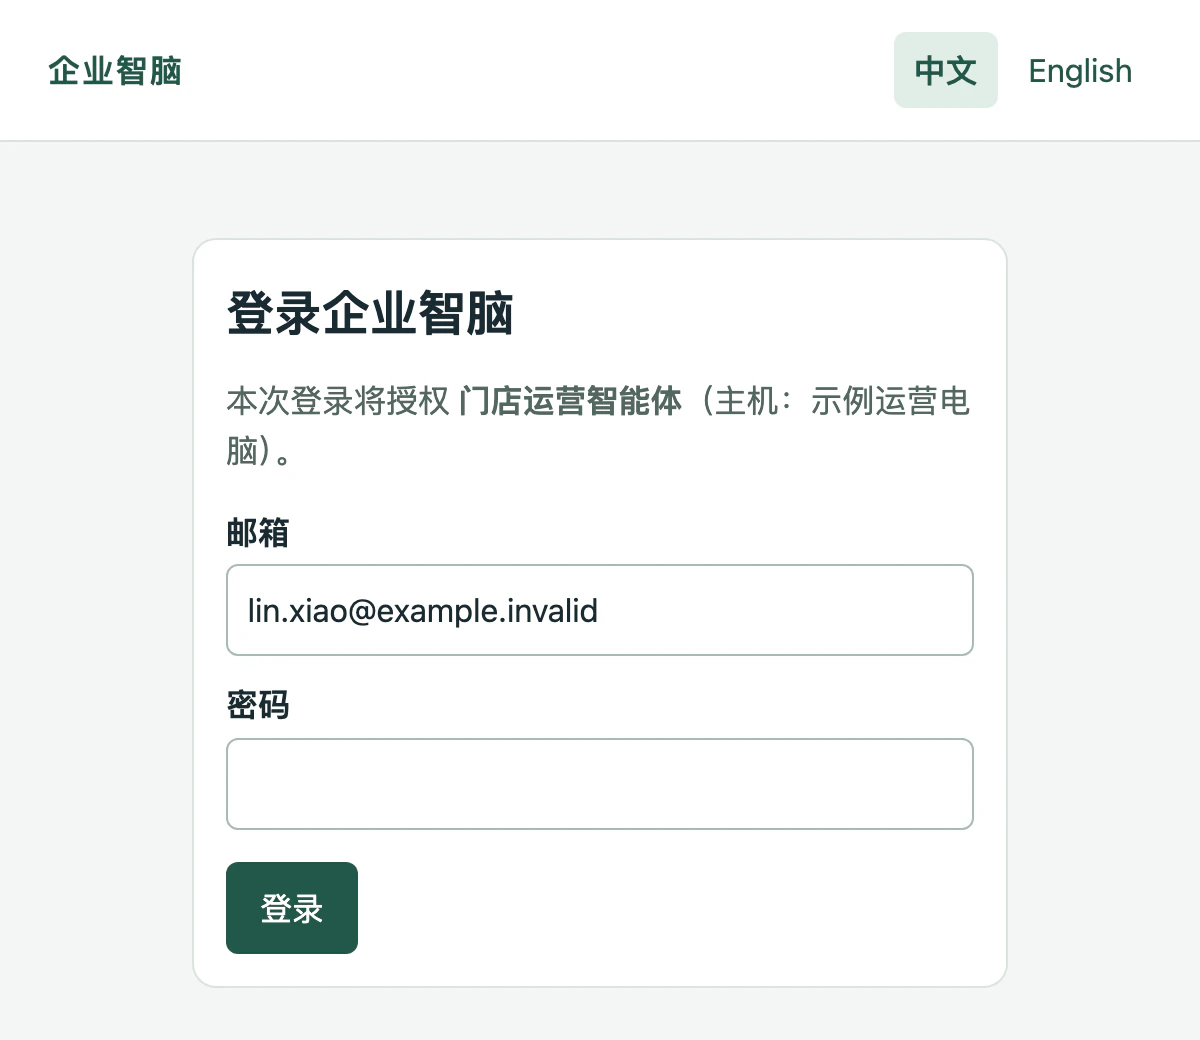 企业智脑
中文 English
登录企业智脑
本次登录将授权 门店运营智能体（主机：示例运营电
脑）。
邮箱
lin.xiao@example.invalid
密码
登录